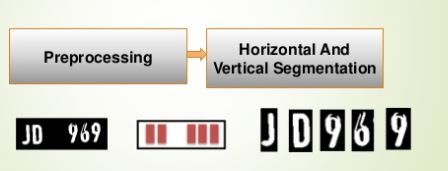 Preprocessing
Horizontal And
Vertical Segmentation
JD 969
J D 9 6 9